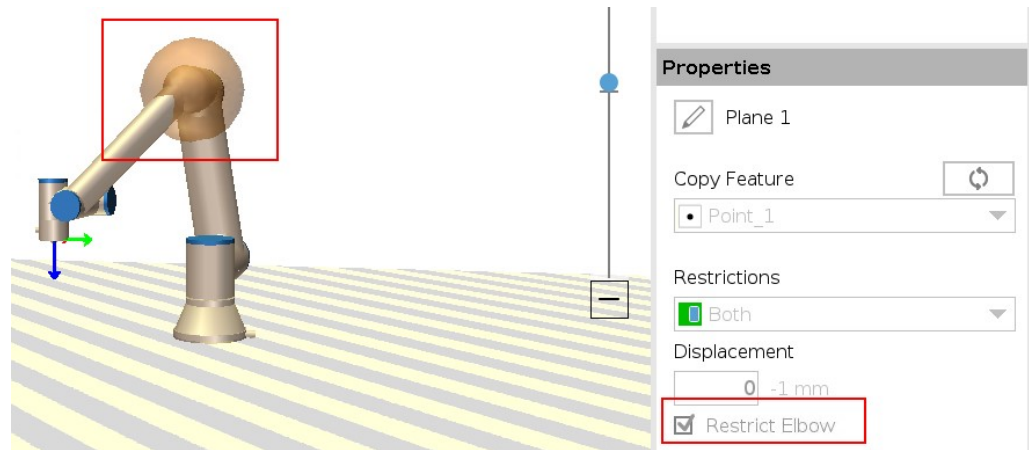 Properties
Plane 1
Copy Feature
Point_1
Restrictions
Both
Displacement
0 -1 mm
Restrict Elbow